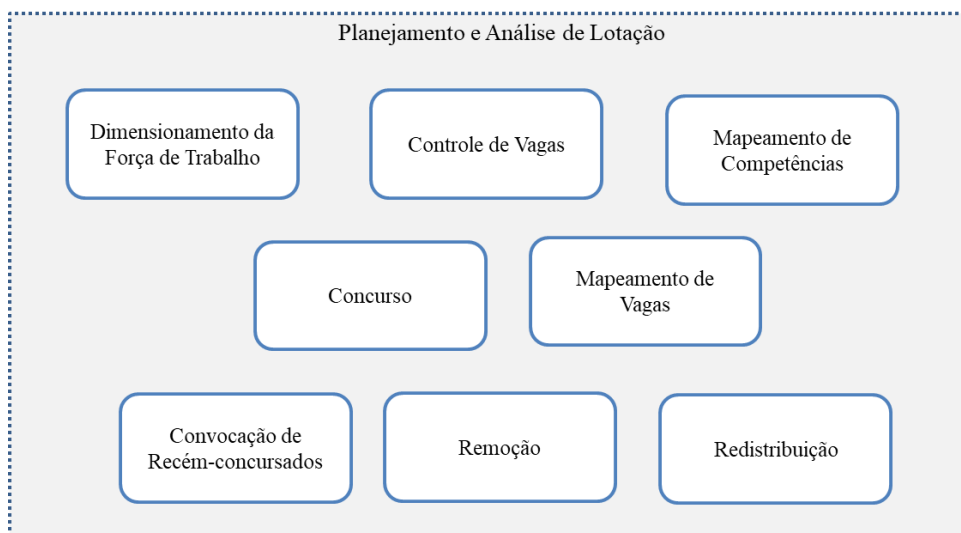 Planejamento e Análise de Lotação
Dimensionamento da
Força de Trabalho
Controle de Vagas
Mapeamento de
Competências
Concurso
Mapeamento de
Vagas
Convocação de
Recém-concursados
Remoção
Redistribuição